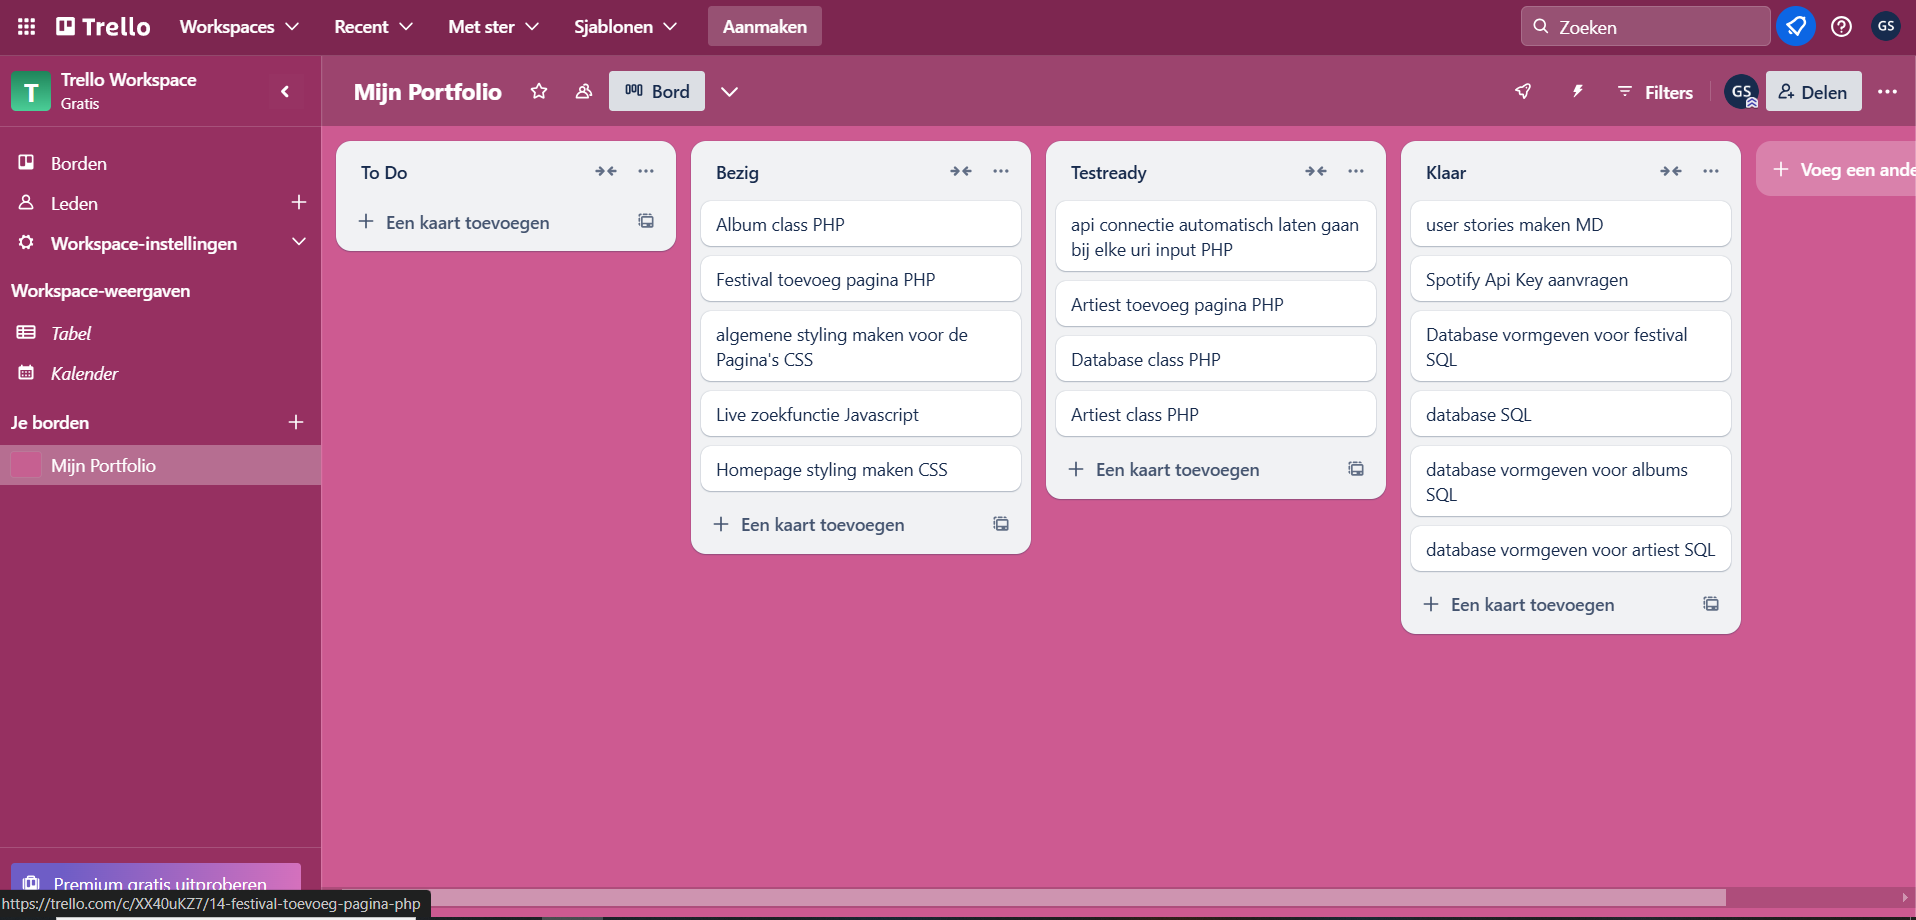 Trello Workspaces Recent Met ster Sjablonen Aanmaken Zoeken GS
T Trello Workspace
Gratis
Mijn Portfolio Bord Filters GS Delen
Borden
Leden
Workspace-instellingen
Workspace-weergaven
Tabel
Kalender
Je borden
Mijn Portfolio
Premium gratis uitproberen
https://trello.com/c/XX40uKZ7/14-festival-toevoeg-pagina-php
To Do
Een kaart toevoegen
Bezig
Album class PHP
Festival toevoeg pagina PHP
algemene styling maken voor de
Pagina's CSS
Live zoekfunctie Javascript
Homepage styling maken CSS
Een kaart toevoegen
Testready
api connectie automatisch laten gaan
bij elke uri input PHP
Artiest toevoeg pagina PHP
Database class PHP
Artiest class PHP
Een kaart toevoegen
Klaar
user stories maken MD
Spotify Api Key aanvragen
Database vormgeven voor festival
SQL
database SQL
database vormgeven voor albums
SQL
database vormgeven voor artiest SQL
Een kaart toevoegen
Voeg een ande